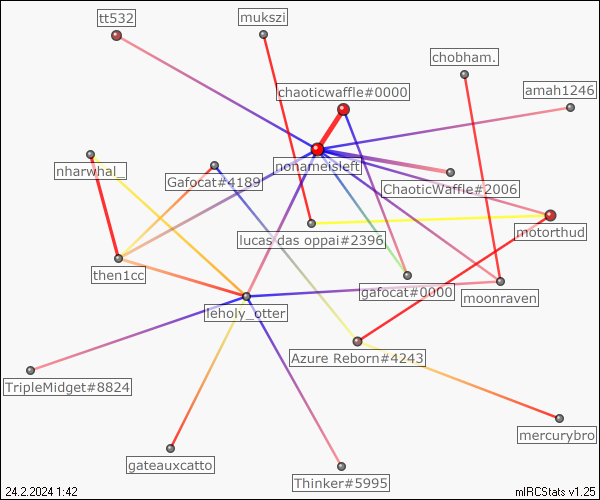 tt532
mukszi
chobham.
chaoticwaffle#0000
amah1246
nonameisleft
nharwhal_
Gafocat#4189
ChaoticWaffle#2006
lucas das oppai#2396
motorthud
then1cc
gafocat#0000
moonraven
leholy_otter
Azure Reborn#4243
TripleMidget#8824
mercurybro
gateauxcatto
Thinker#5995
24.2.2024 1:42
mIRCStats v1.25